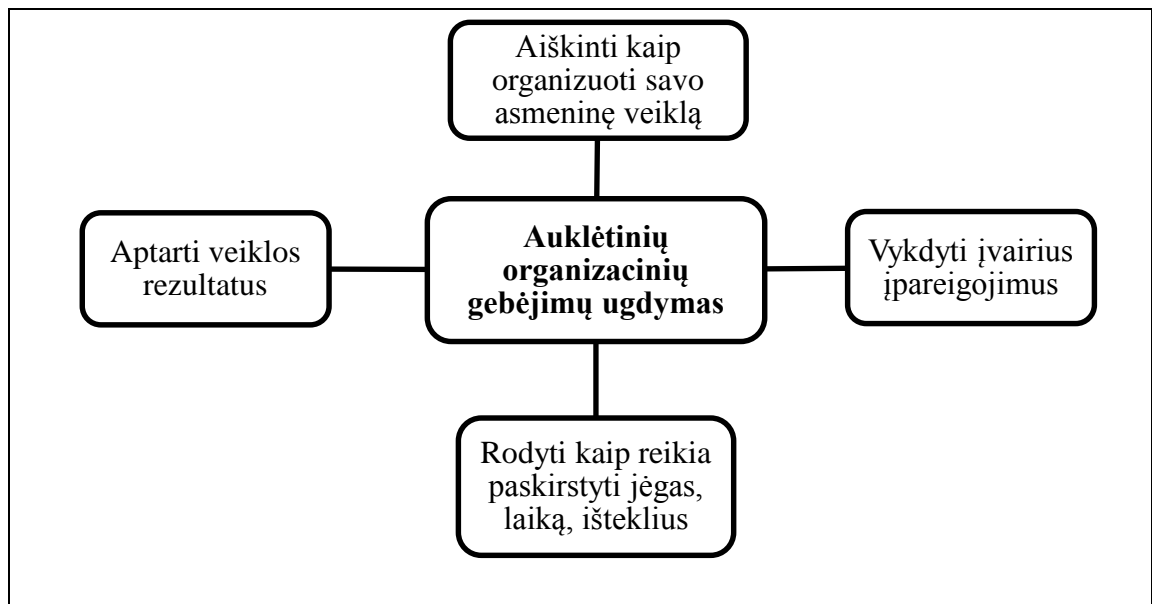 Aiškinti kaip
organizuoti savo
asmeninę veiklą
Aptarti veiklos
rezultatus
Auklėtinių
organizacinių
gebėjimų ugdymas
Vykdyti įvairius
įpareigojimus
Rodyti kaip reikia
paskirstyti jėgas,
laiką, išteklius